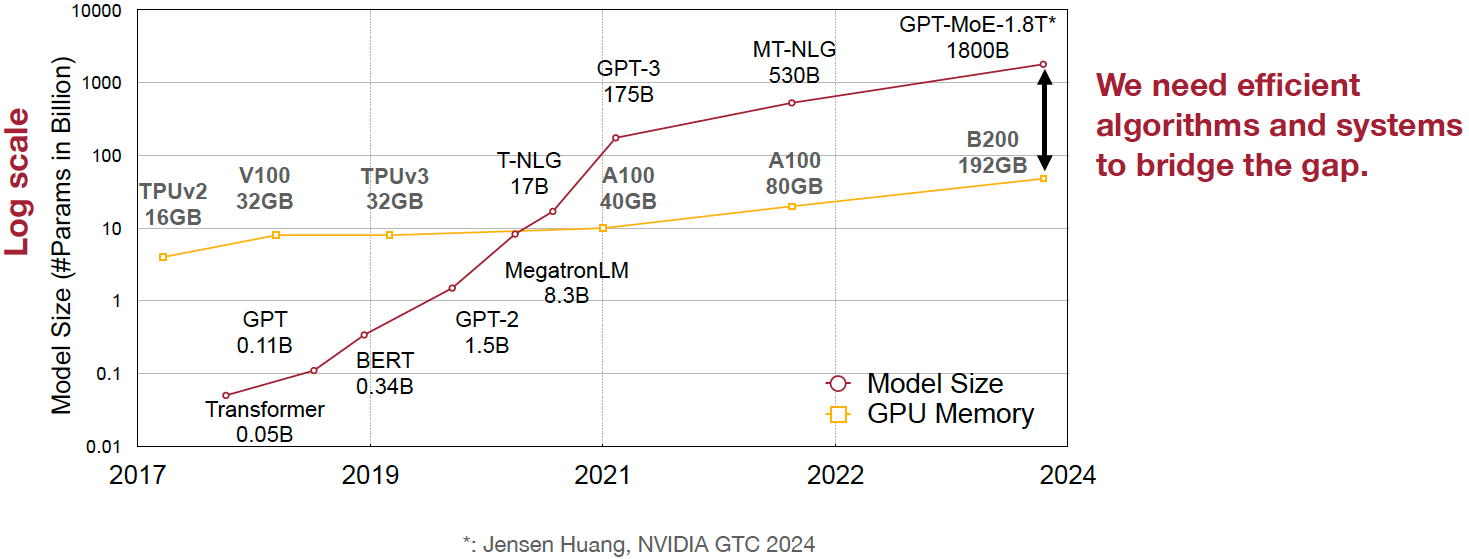 Log scale
Model Size (#Params in Billion)
10000
1000
100
10
1
0.1
0.01
2017
2019
2021
2022
2024
TPUv2
16GB
V100
32GB
TPUv3
32GB
A100
40GB
A100
80GB
B200
192GB
Transformer
0.05B
GPT
0.11B
BERT
0.34B
GPT-2
1.5B
MegatronLM
8.3B
T-NLG
17B
GPT-3
175B
MT-NLG
530B
GPT-MoE-1.8T*
1800B
Model Size
GPU Memory
We need efficient
algorithms and systems
to bridge the gap.
*: Jensen Huang, NVIDIA GTC 2024